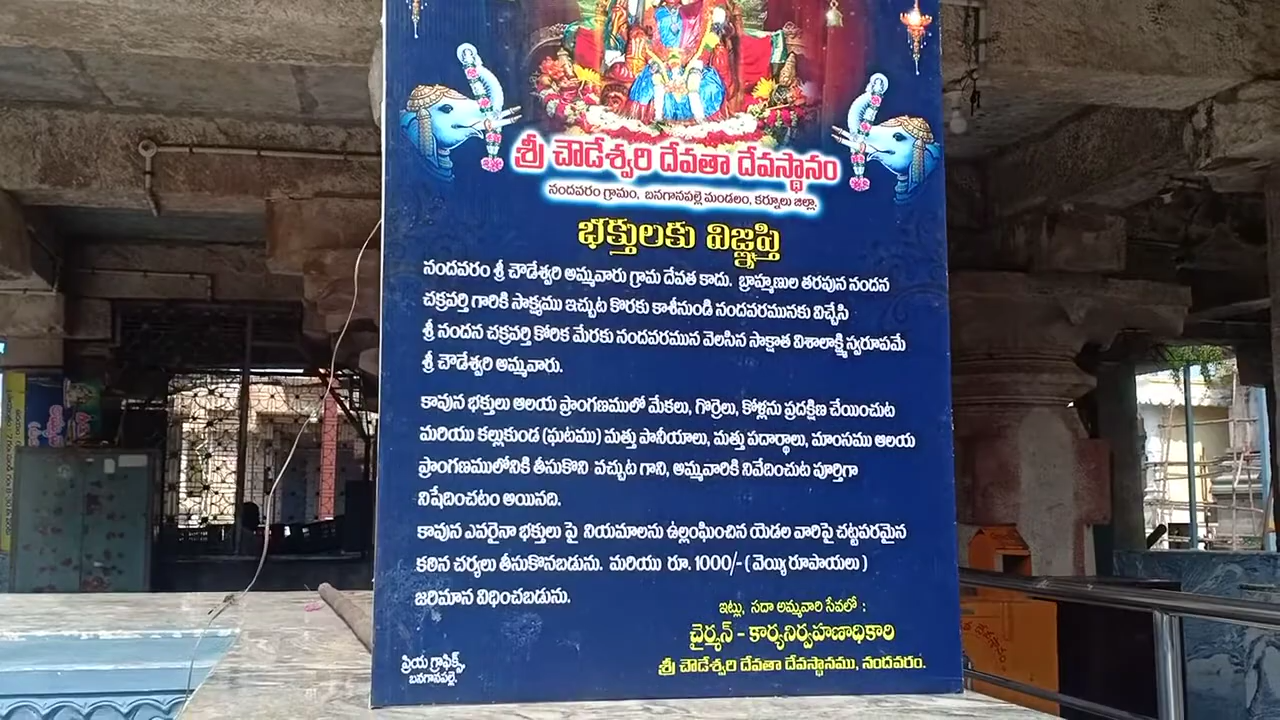 శ్రీ చౌడేశ్వరి దేవతా దేవస్థానం
నందవరం గ్రామం, బనగానపల్లె మండలం, కర్నూలు జిల్లా,
భక్తులకు విజ్ఞప్తి
నందవరం శ్రీ చౌడేశ్వరి అమ్మవారు గ్రామ దేవత కాదు. బ్రాహ్మణుల తరపున నందన
చక్రవర్తి గారికి సాక్ష్యము ఇచ్చుట కొరకు కాశీనుండి నందవరమునకు విచ్చేసి
శ్రీ నందన చక్రవర్తి కోరిక మేరకు నందవరమున వెలసిన సాక్షాత విశాలాక్ష్మి స్వరూపమే
శ్రీ చౌడేశ్వరి అమ్మవారు.
కావున భక్తులు ఆలయ ప్రాంగణములో మేకలు, గొర్రెలు, కోళ్లను ప్రదక్షిణ చేయించుట
మరియు కల్లుకుండ (ఘటము) మత్తు పానీయాలు, మత్తు పదార్థాలు, మాంసము ఆలయ
ప్రాంగణములోనికి తీసుకొని వచ్చుట గాని, అమ్మవారికి నివేదించుట పూర్తిగా
నిషేదించటం అయినది.
కావున ఎవరైనా భక్తులు పై నియమాలను ఉల్లంఘించిన యెడల వారిపై చట్టపరమైన
కఠిన చర్యలు తీసుకొనబడును. మరియు రూ. 1000/- ( వెయ్యి రూపాయలు )
జరిమాన విధించబడును.
ఇట్లు, సదా అమ్మవారి సేవలో :
చైర్మన్ - కార్యనిర్వహణాధికారి
శ్రీ చౌడేశ్వరి దేవతా దేవస్థానము, నందవరం.
ప్రియ గ్రాఫిక్స్,
బనగానపల్లె